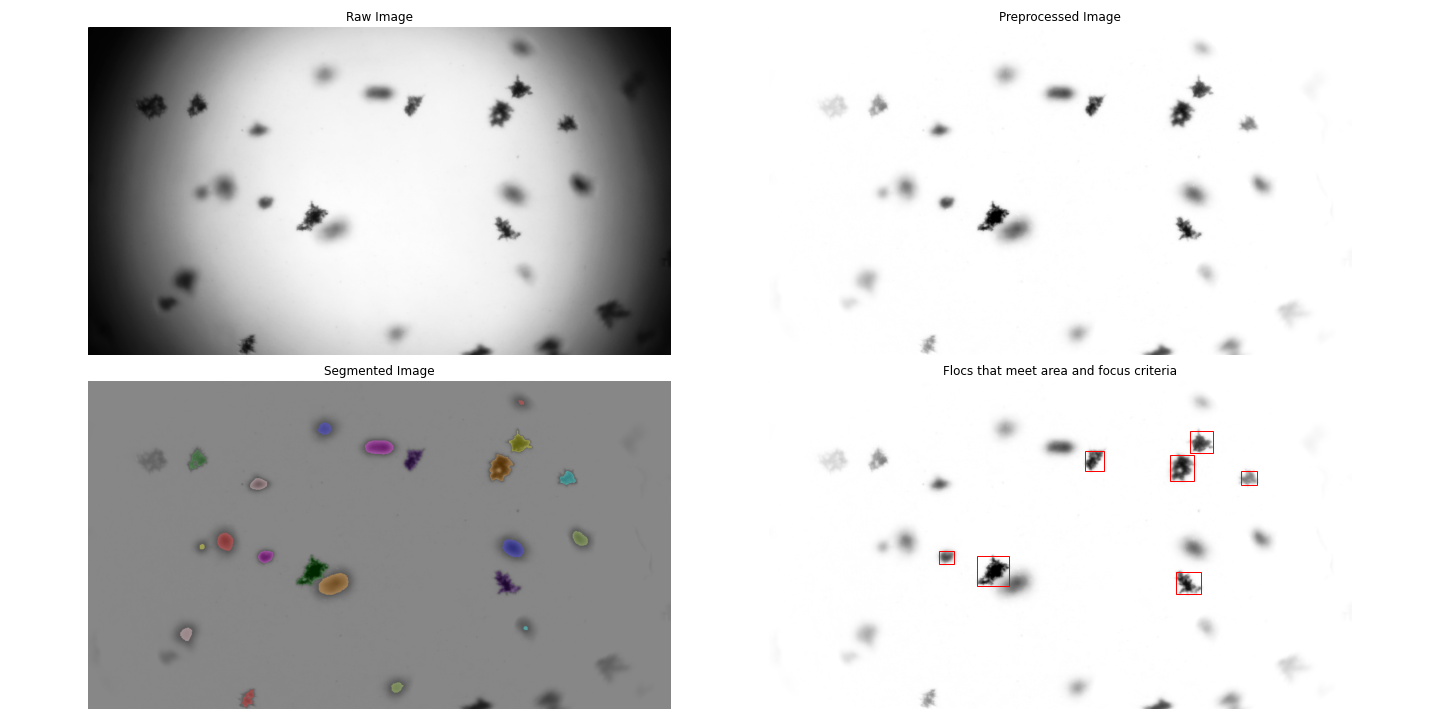 Raw Image
Preprocessed Image
Segmented Image
Flocs that meet area and focus criteria